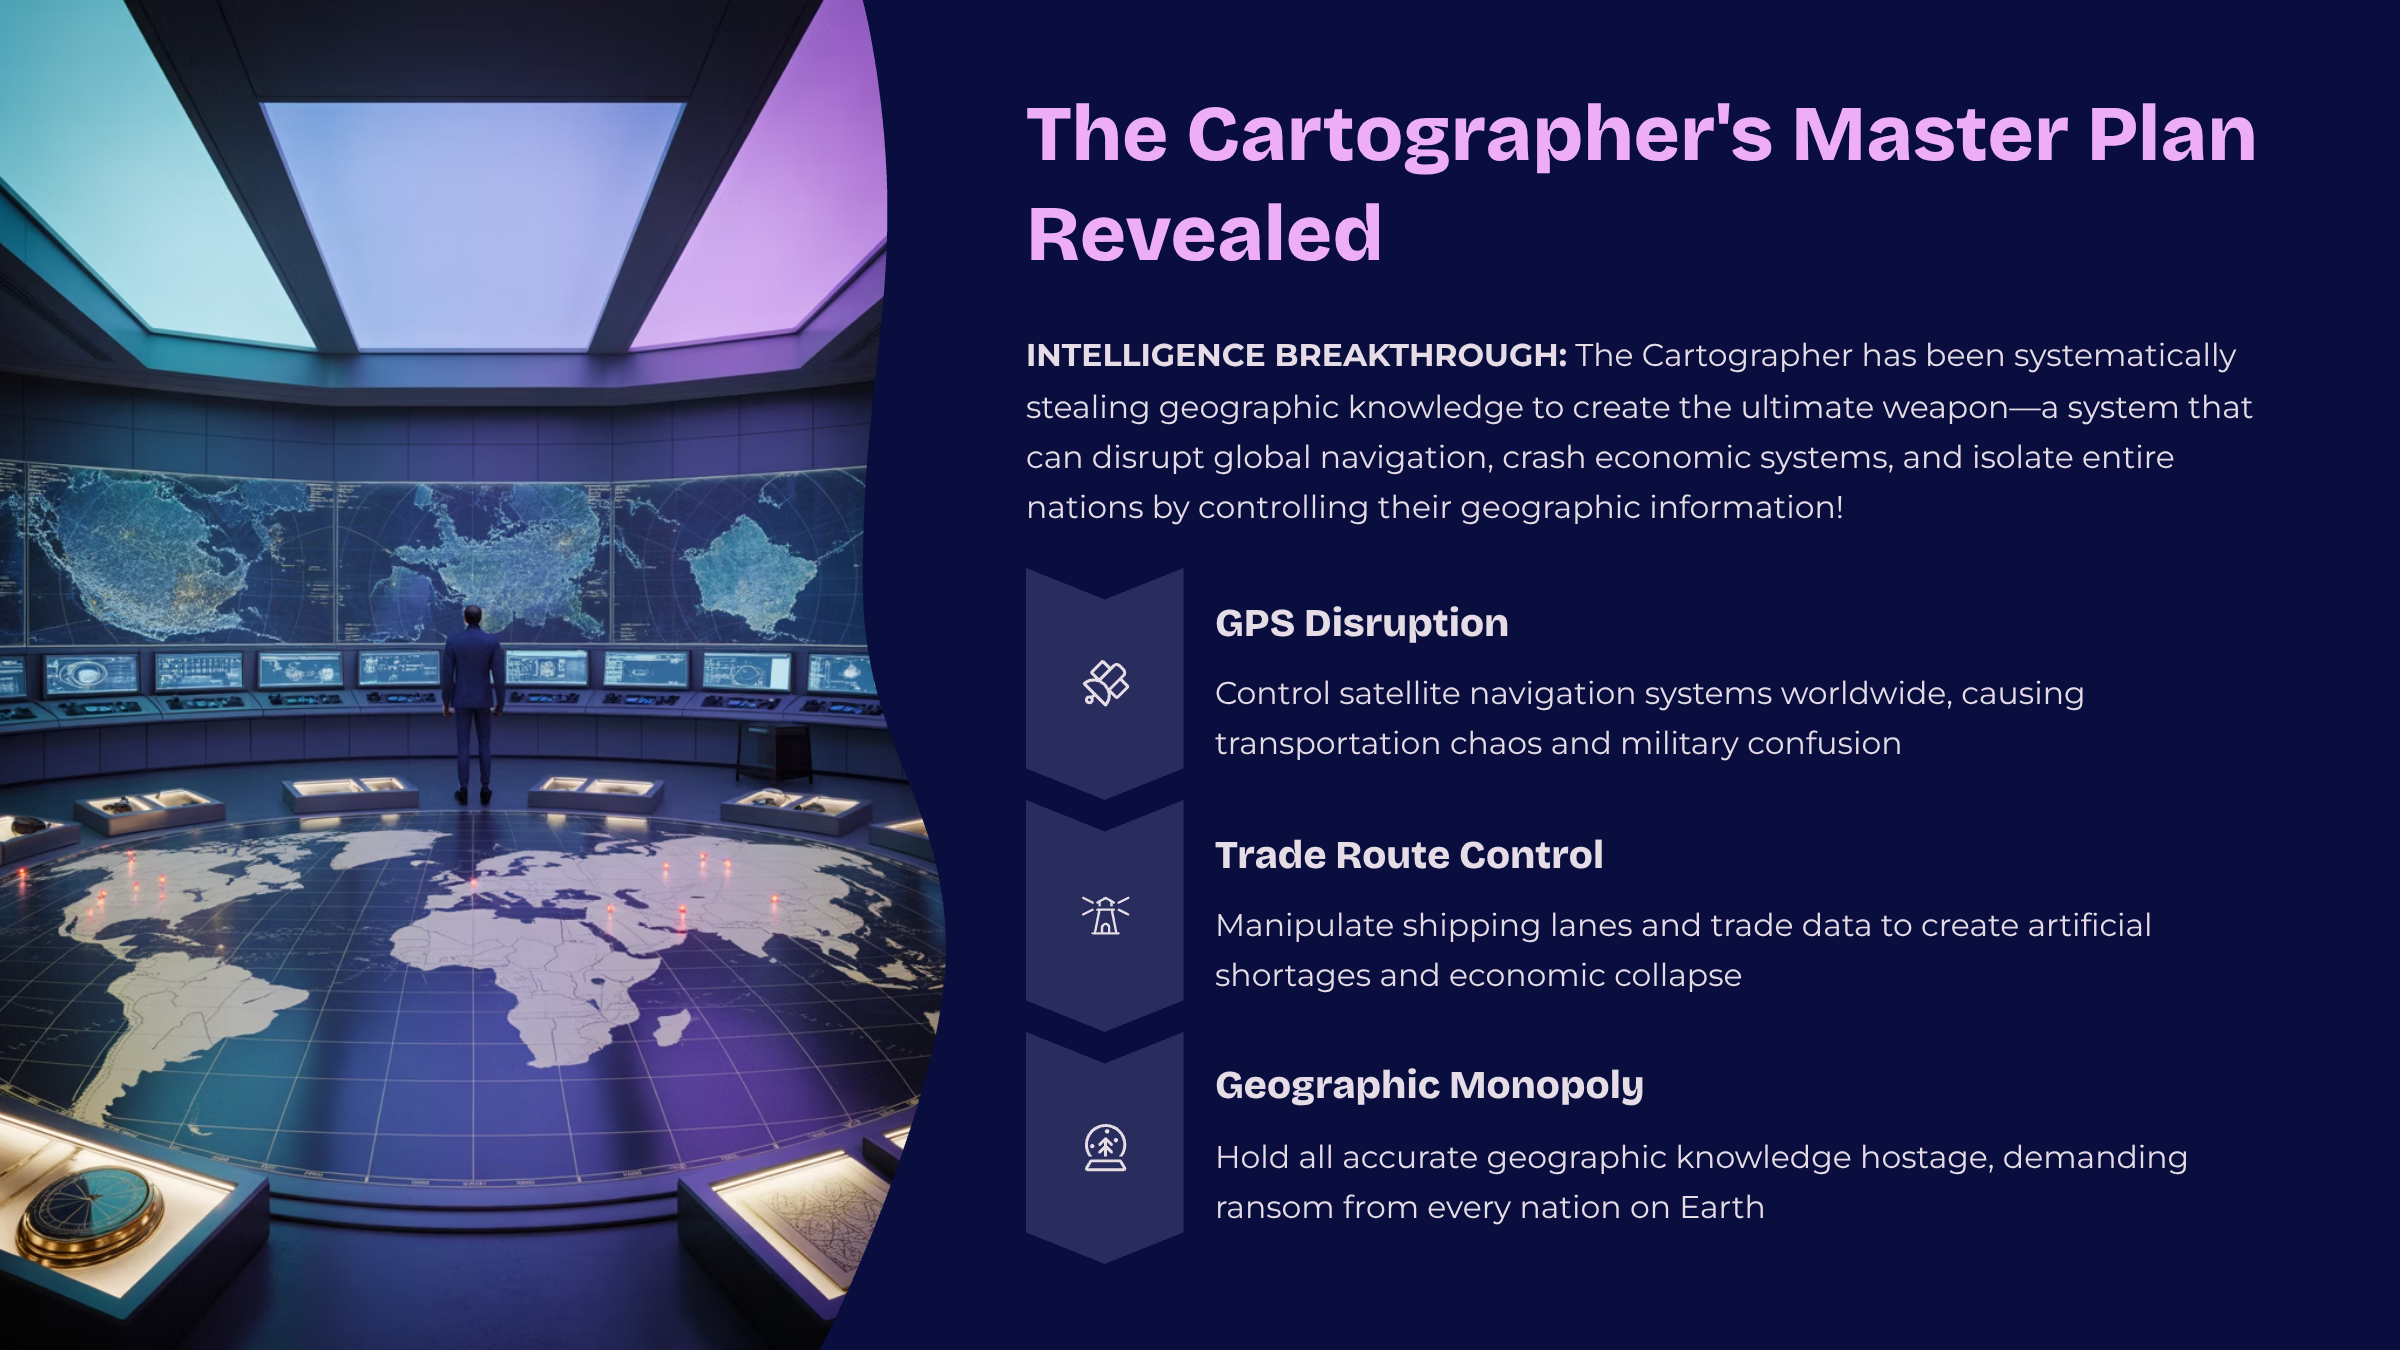 The Cartographer's Master Plan
Revealed
INTELLIGENCE BREAKTHROUGH: The Cartographer has been systematically
stealing geographic knowledge to create the ultimate weapon—a system that
can disrupt global navigation, crash economic systems, and isolate entire
nations by controlling their geographic information!
GPS Disruption
Control satellite navigation systems worldwide, causing
transportation chaos and military confusion
Trade Route Control
Manipulate shipping lanes and trade data to create artificial
shortages and economic collapse
Geographic Monopoly
Hold all accurate geographic knowledge hostage, demanding
ransom from every nation on Earth